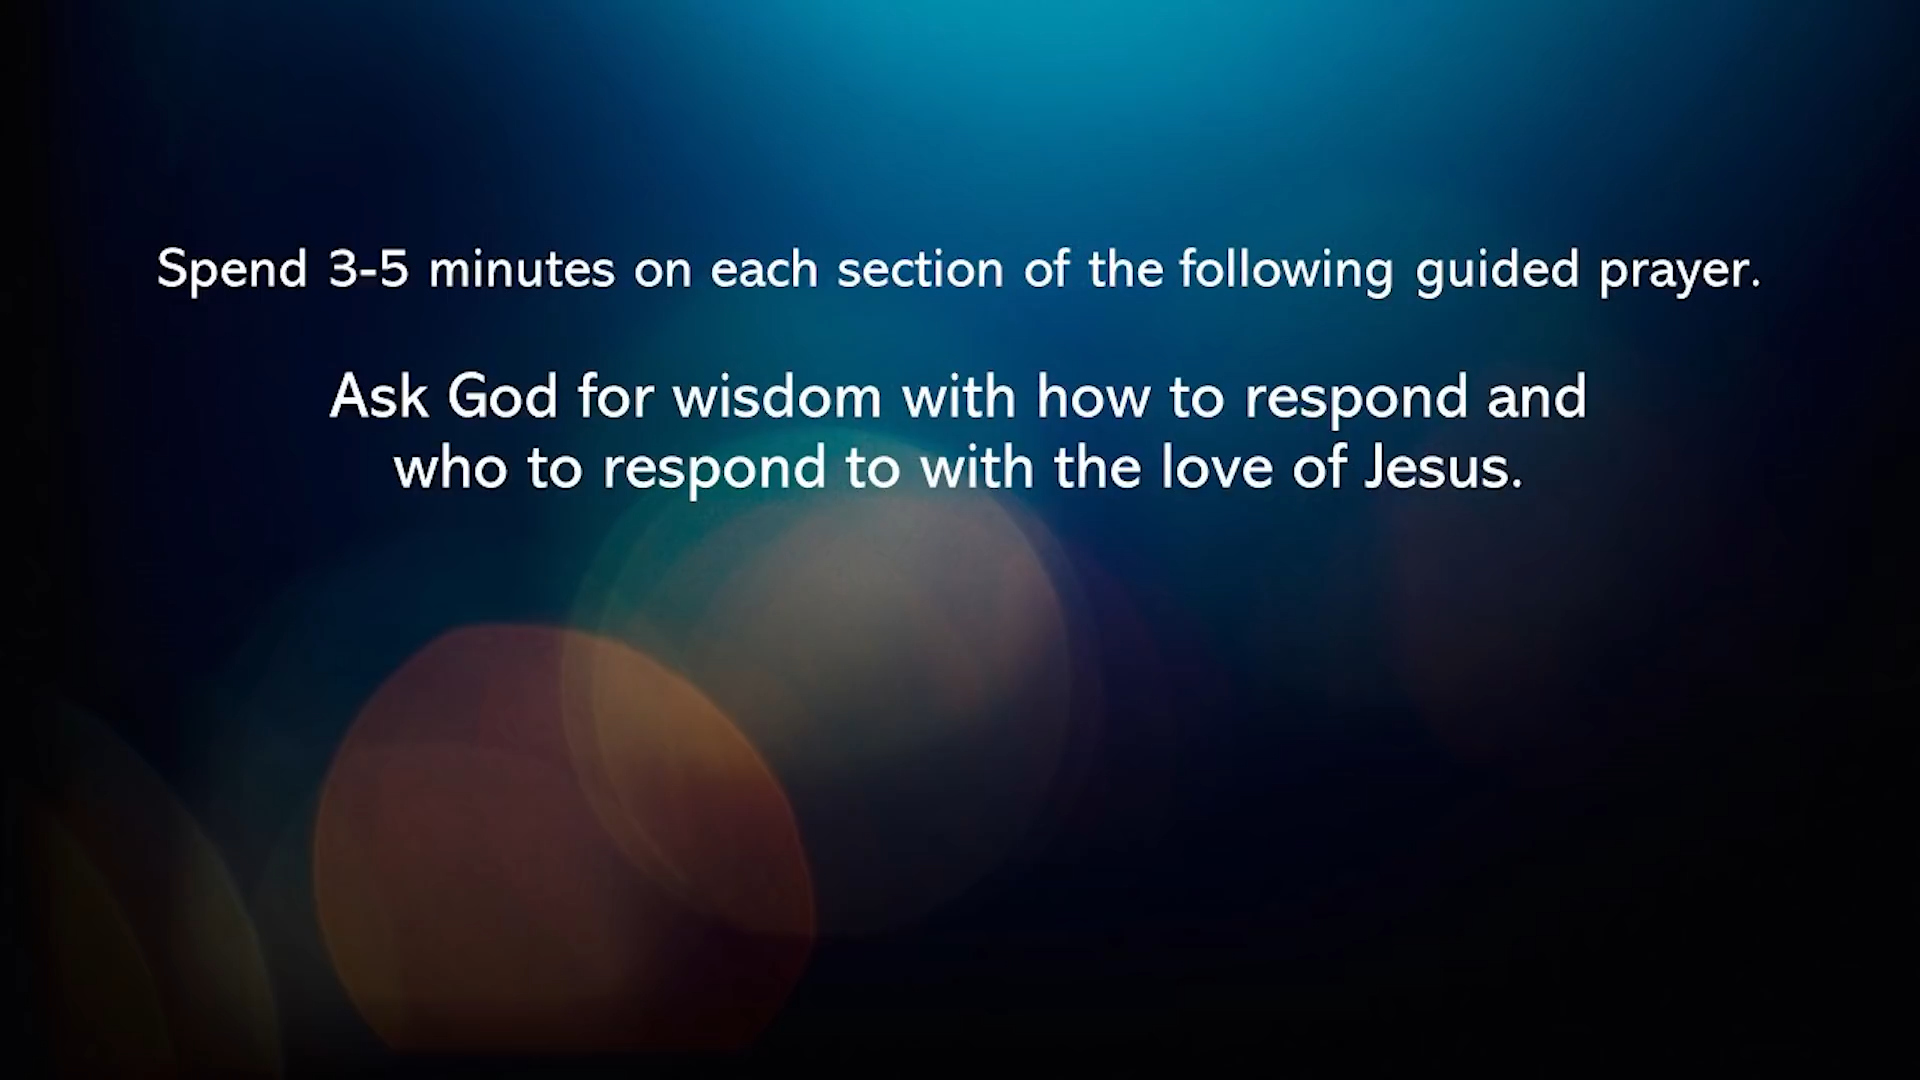 Spend 3-5 minutes on each section of the following guided prayer.
Ask God for wisdom with how to respond and
who to respond to with the love of Jesus.